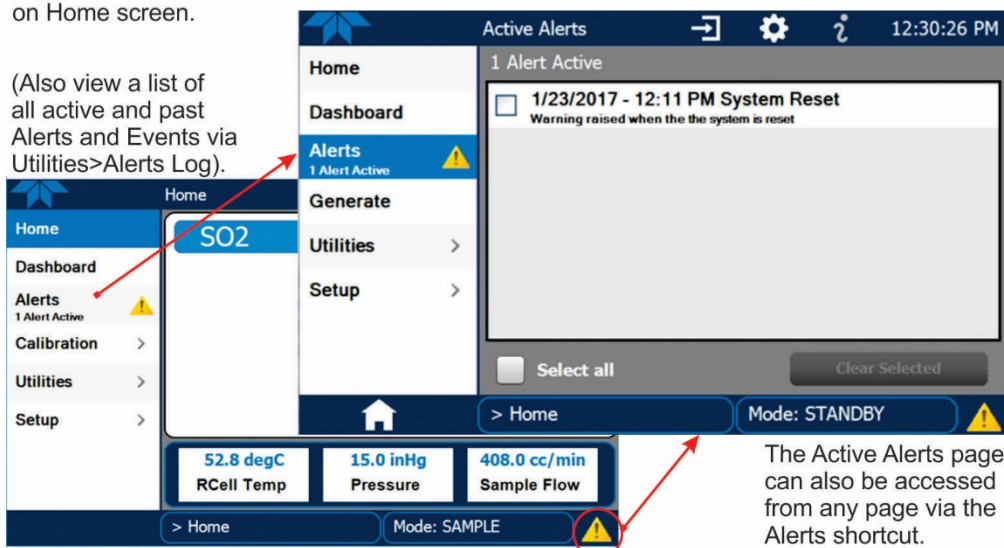 on Home screen.
(Also view a list of
all active and past
Alerts and Events via
Utilities>Alerts Log).
Active Alerts
12:30:26 PM
Home
Dashboard
Alerts
1 Alert Active
Generate
Utilities >
Setup >
1 Alert Active
1/23/2017 - 12:11 PM System Reset
Warning raised when the the system is reset
Select all
Clear Selected
> Home
Mode: STANDBY
Home
Home
Dashboard
Alerts
1 Alert Active
Calibration >
Utilities >
Setup >
SO2
52.8 degC
RCell Temp
15.0 inHg
Pressure
408.0 cc/min
Sample Flow
> Home
Mode: SAMPLE
The Active Alerts page
can also be accessed
from any page via the
Alerts shortcut.